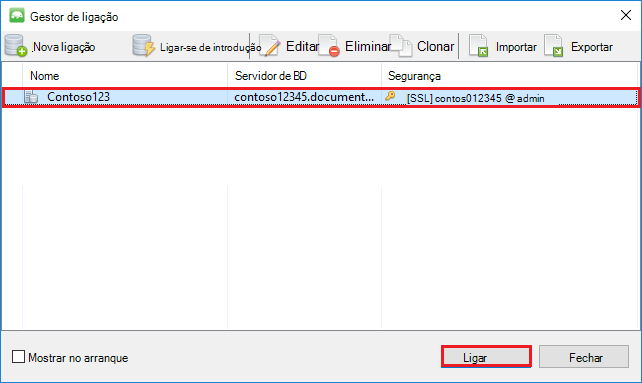 Gestor de ligação
Nova ligação Ligar-se de introdução Editar Eliminar Clonar Importar Exportar
Nome Servidor de BD Segurança
Contoso123 contoso12345.document... [SSL] contos012345 @ admin
Mostrar no arranque Ligar Fechar